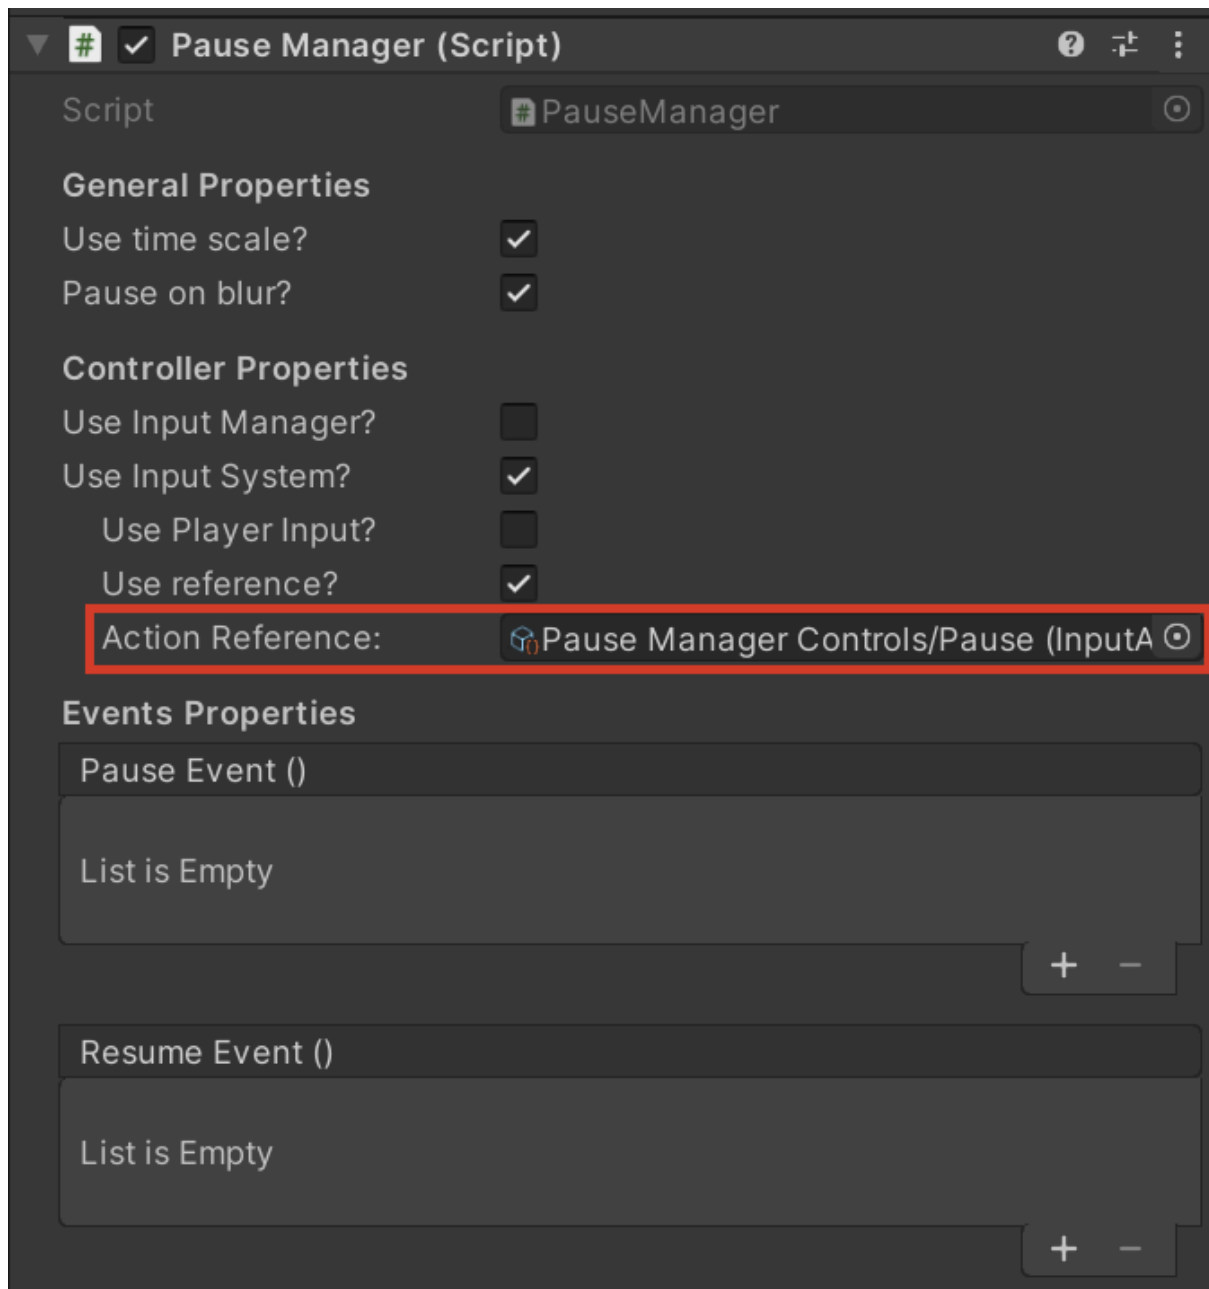 Pause Manager (Script)
Script PauseManager
General Properties
Use time scale?
Pause on blur?
Controller Properties
Use Input Manager?
Use Input System?
Use Player Input?
Use reference?
Action Reference: Pause Manager Controls/Pause (InputA
Events Properties
Pause Event ()
List is Empty
+ −
Resume Event ()
List is Empty
+ −